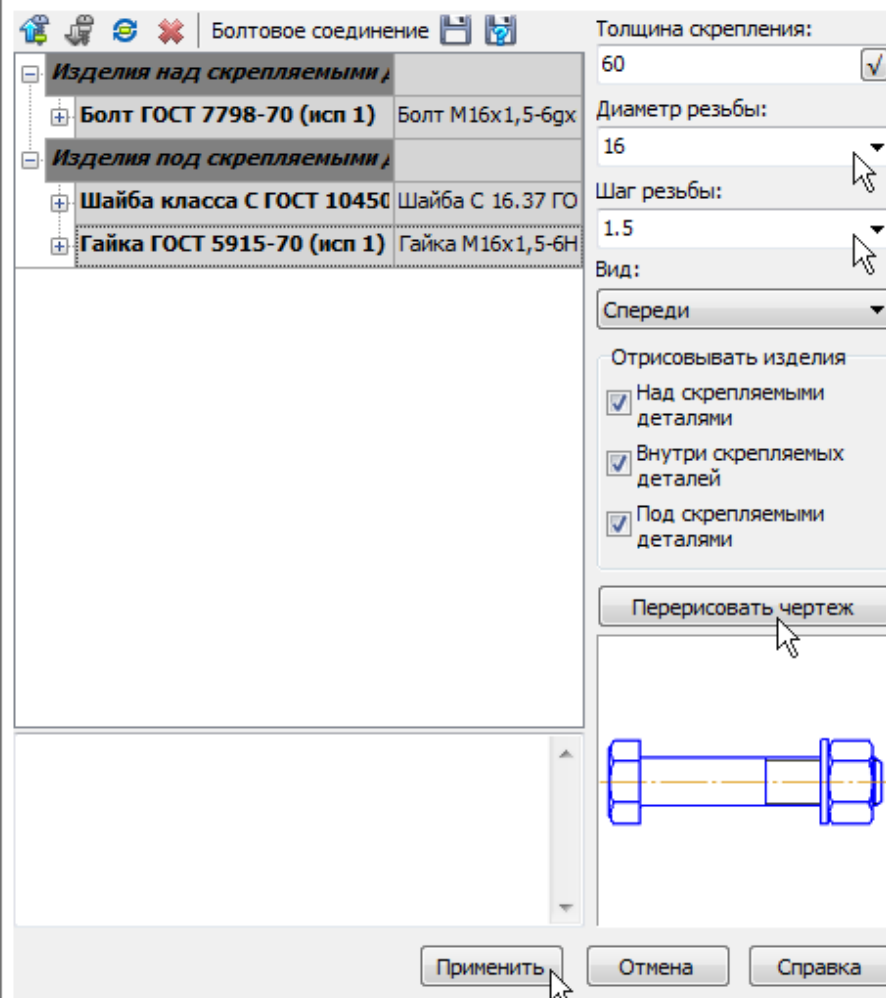 Болтовое соединение
Изделия над скрепляемыми
Болт ГОСТ 7798-70 (исп 1) Болт М16х1,5-6gx
Изделия под скрепляемыми
Шайба класса С ГОСТ 10450 Шайба С 16.37 ГО
Гайка ГОСТ 5915-70 (исп 1) Гайка М16х1,5-6Н
Толщина скрепления:
60
Диаметр резьбы:
16
Шаг резьбы:
1.5
Вид:
Спереди
Отрисовывать изделия
Над скрепляемыми
деталями
Внутри скрепляемых
деталей
Под скрепляемыми
деталями
Перерисовать чертеж
Применить
Отмена
Справка